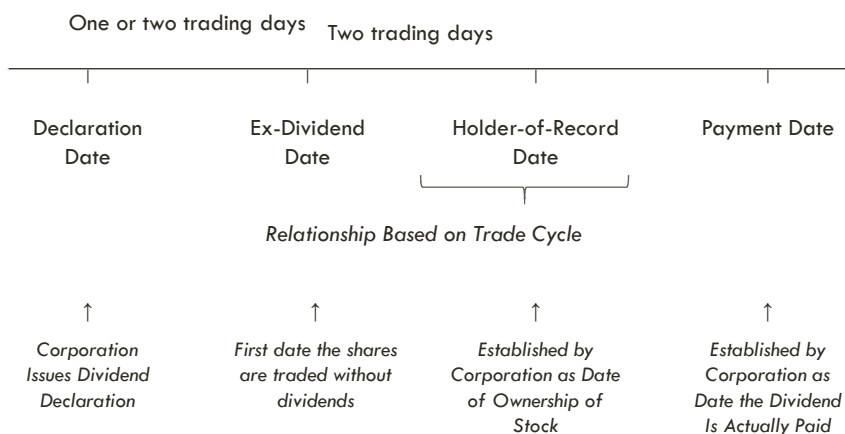 One or two trading days
Two trading days
Declaration
Date
Ex-Dividend
Date
Holder-of-Record
Date
Payment Date
Relationship Based on Trade Cycle
↑
↑
↑
↑
Corporation
Issues Dividend
Declaration
First date the shares
are traded without
dividends
Established by
Corporation as Date
of Ownership of
Stock
Established by
Corporation as
Date the Dividend
Is Actually Paid